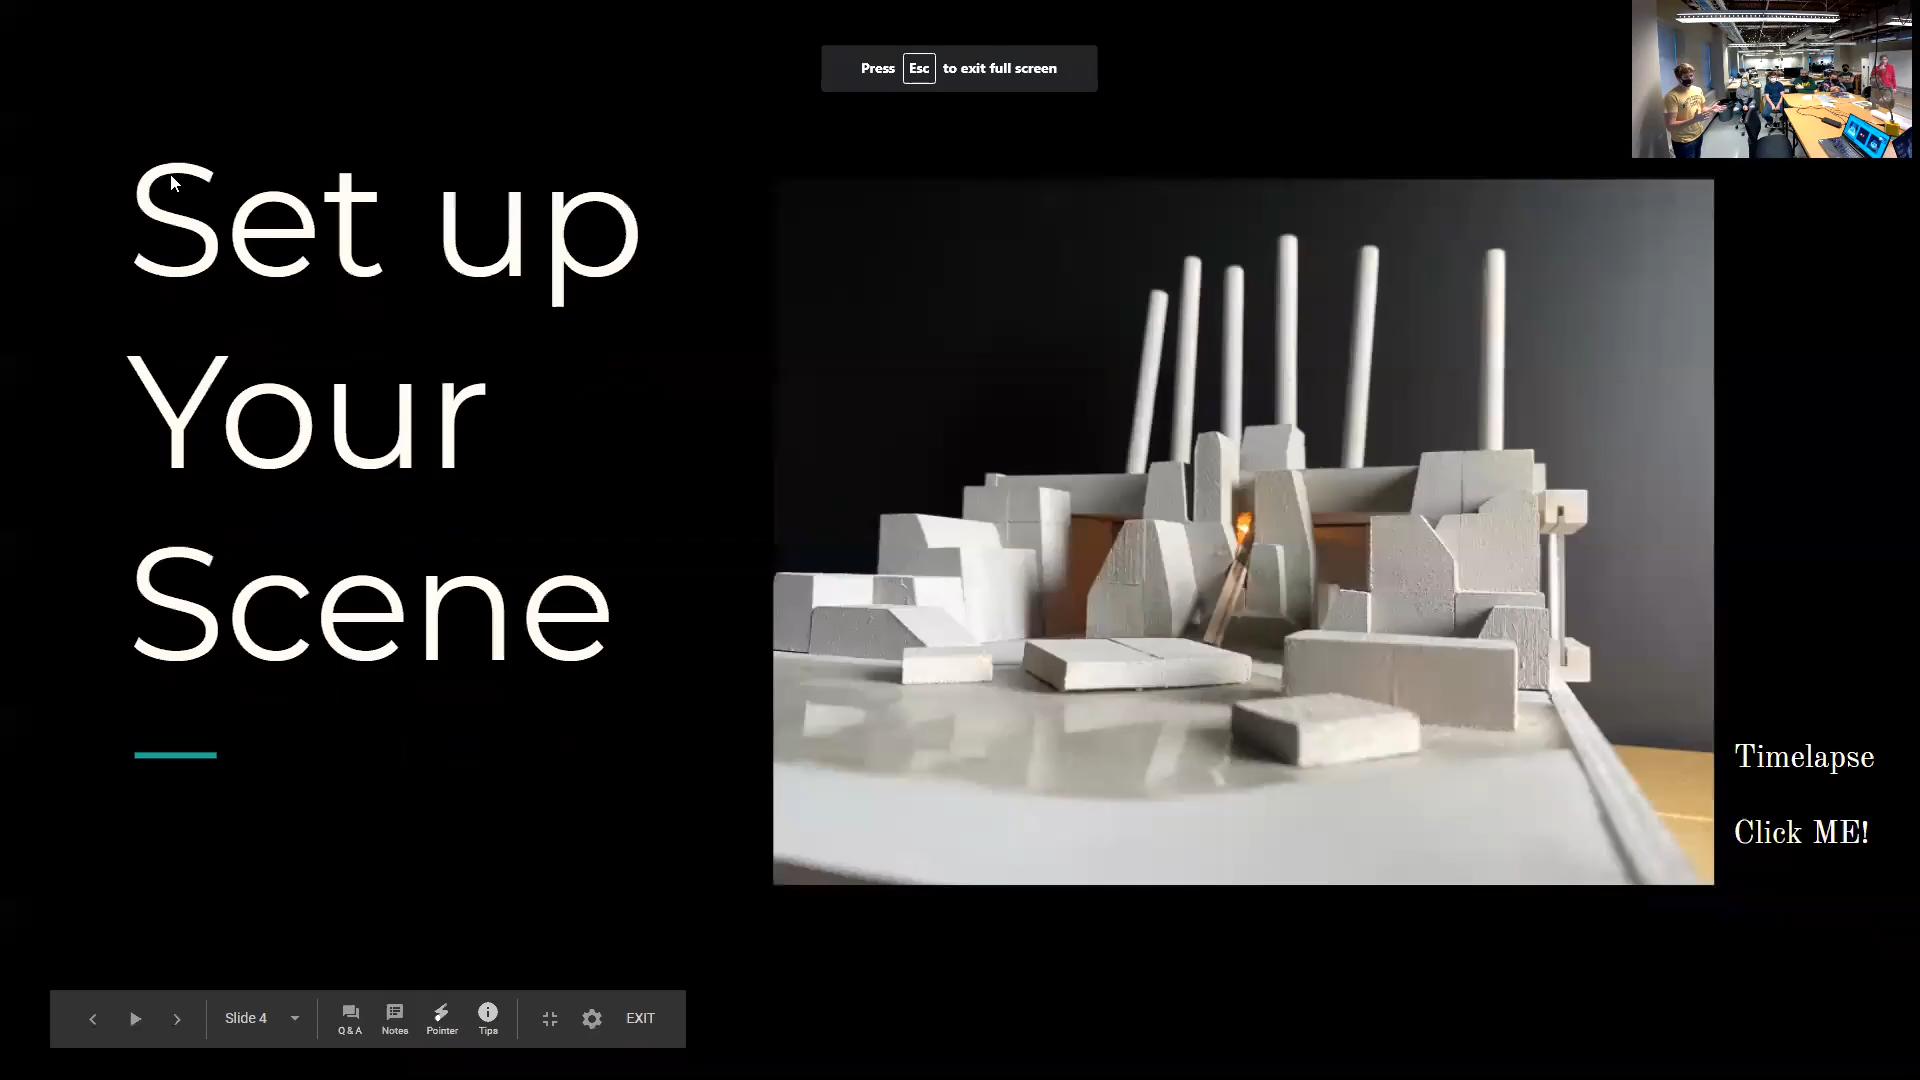 Press Esc to exit full screen
Set up
Your
Scene
Timelapse
Click ME!
Slide 4
Q & A
Notes
Pointer
Tips
EXIT